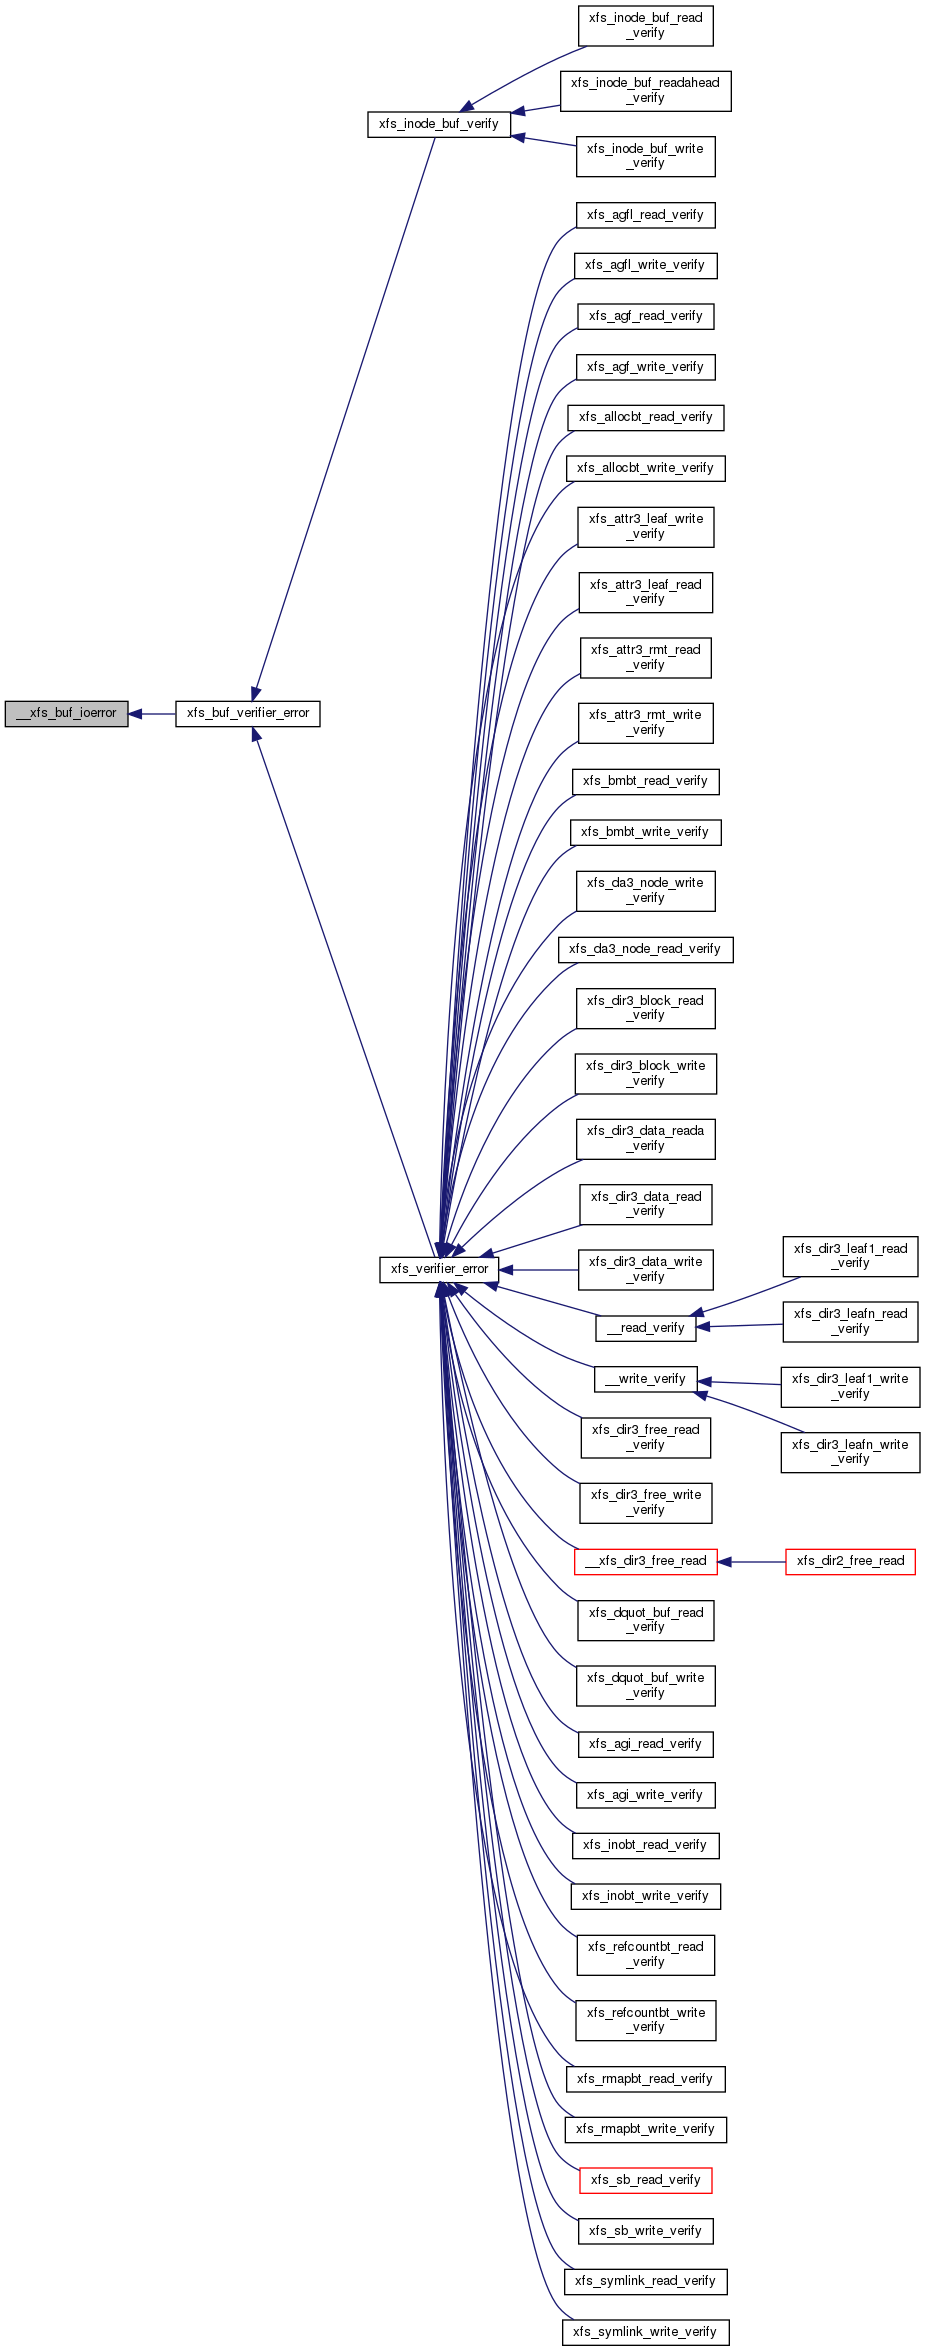 xfs_inode_buf_read
_verify
xfs_inode_buf_readahead
_verify
xfs_inode_buf_verify
xfs_inode_buf_write
_verify
xfs_agfl_read_verify
xfs_agfl_write_verify
xfs_agf_read_verify
xfs_agf_write_verify
xfs_allocbt_read_verify
xfs_allocbt_write_verify
xfs_attr3_leaf_write
_verify
xfs_attr3_leaf_read
_verify
xfs_attr3_rmt_read
_verify
__xfs_buf_ioerror
xfs_buf_verifier_error
xfs_attr3_rmt_write
_verify
xfs_bmbt_read_verify
xfs_bmbt_write_verify
xfs_da3_node_write
_verify
xfs_da3_node_read_verify
xfs_dir3_block_read
_verify
xfs_dir3_block_write
_verify
xfs_dir3_data_reada
_verify
xfs_dir3_data_read
_verify
xfs_verifier_error
xfs_dir3_data_write
_verify
xfs_dir3_leaf1_read
_verify
__read_verify
xfs_dir3_leafn_read
_verify
__write_verify
xfs_dir3_leaf1_write
_verify
xfs_dir3_free_read
_verify
xfs_dir3_leafn_write
_verify
xfs_dir3_free_write
_verify
__xfs_dir3_free_read
xfs_dir2_free_read
xfs_dquot_buf_read
_verify
xfs_dquot_buf_write
_verify
xfs_agi_read_verify
xfs_agi_write_verify
xfs_inobt_read_verify
xfs_inobt_write_verify
xfs_refcountbt_read
_verify
xfs_refcountbt_write
_verify
xfs_rmapbt_read_verify
xfs_rmapbt_write_verify
xfs_sb_read_verify
xfs_sb_write_verify
xfs_symlink_read_verify
xfs_symlink_write_verify